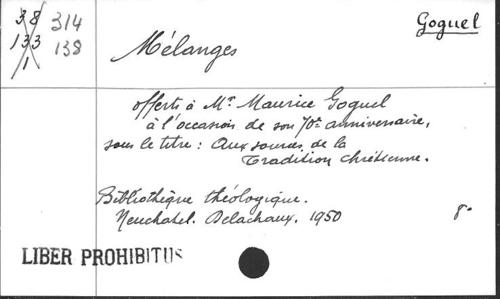 38 314
133 138
1
Goguel
Mélanges
offerts à Mr. Maurice Goguel
à l'occasion de son 70e anniversaire,
sous le titre: Aux sources de la
Tradition chrétienne.
Bibliothèque théologique.
Neuchatel. Delachaux. 1950 8°
LIBER PROHIBITUS